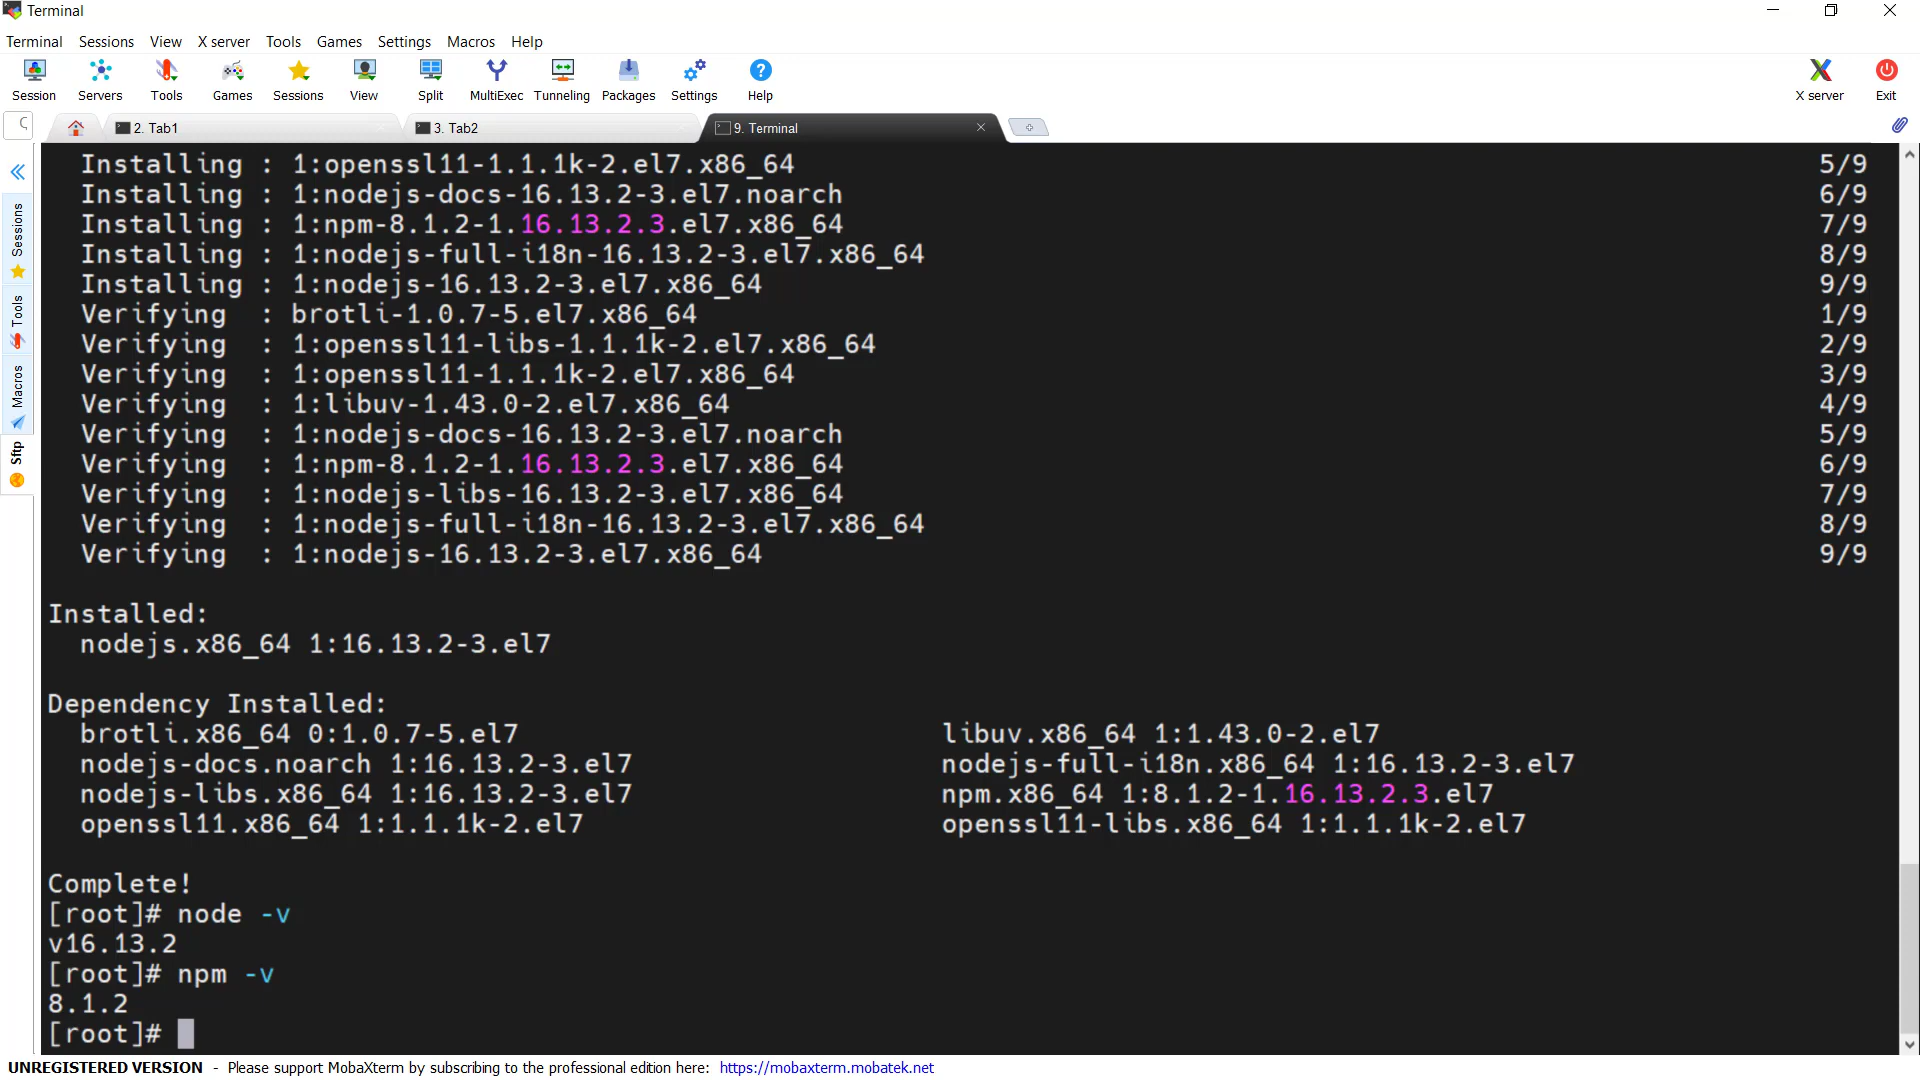 Terminal
Terminal Sessions View X server Tools Games Settings Macros Help
Session Servers Tools Games Sessions View Split MultiExec Tunneling Packages Settings Help X server Exit
2. Tab1 3. Tab2 9. Terminal
Sessions
Tools
Macros
Sftp
Installing : 1:openssl11-1.1.1k-2.el7.x86_64 5/9
Installing : 1:nodejs-docs-16.13.2-3.el7.noarch 6/9
Installing : 1:npm-8.1.2-1.16.13.2.3.el7.x86_64 7/9
Installing : 1:nodejs-full-i18n-16.13.2-3.el7.x86_64 8/9
Installing : 1:nodejs-16.13.2-3.el7.x86_64 9/9
Verifying : brotli-1.0.7-5.el7.x86_64 1/9
Verifying : 1:openssl11-libs-1.1.1k-2.el7.x86_64 2/9
Verifying : 1:openssl11-1.1.1k-2.el7.x86_64 3/9
Verifying : 1:libuv-1.43.0-2.el7.x86_64 4/9
Verifying : 1:nodejs-docs-16.13.2-3.el7.noarch 5/9
Verifying : 1:npm-8.1.2-1.16.13.2.3.el7.x86_64 6/9
Verifying : 1:nodejs-libs-16.13.2-3.el7.x86_64 7/9
Verifying : 1:nodejs-full-i18n-16.13.2-3.el7.x86_64 8/9
Verifying : 1:nodejs-16.13.2-3.el7.x86_64 9/9
Installed:
nodejs.x86_64 1:16.13.2-3.el7
Dependency Installed:
brotli.x86_64 0:1.0.7-5.el7 libuv.x86_64 1:1.43.0-2.el7
nodejs-docs.noarch 1:16.13.2-3.el7 nodejs-full-i18n.x86_64 1:16.13.2-3.el7
nodejs-libs.x86_64 1:16.13.2-3.el7 npm.x86_64 1:8.1.2-1.16.13.2.3.el7
openssl11.x86_64 1:1.1.1k-2.el7 openssl11-libs.x86_64 1:1.1.1k-2.el7
Complete!
[root]# node -v
v16.13.2
[root]# npm -v
8.1.2
[root]#
UNREGISTERED VERSION - Please support MobaXterm by subscribing to the professional edition here: https://mobaxterm.mobatek.net